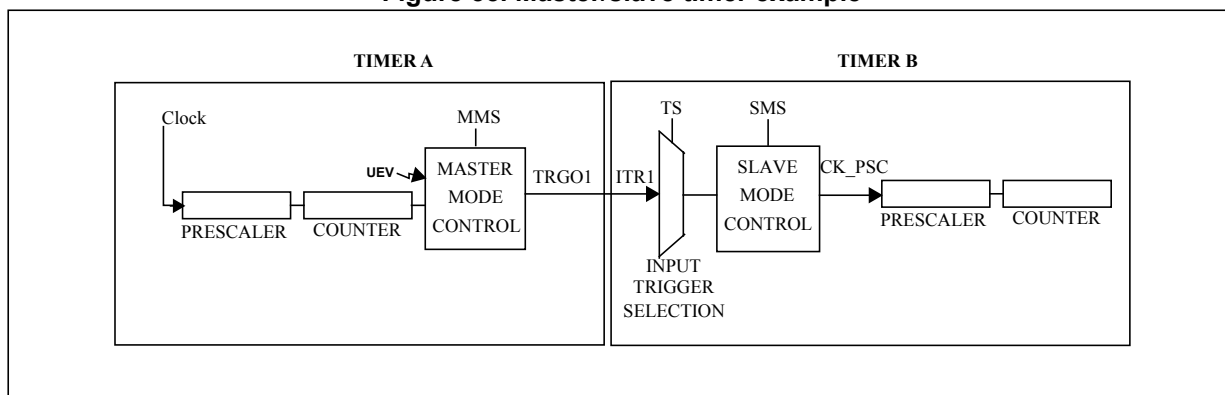 TIMER A
TIMER B
Clock
MMS
TS
SMS
UEV
MASTER
MODE
CONTROL
TRGO1
ITR1
SLAVE
MODE
CONTROL
CK_PSC
PRESCALER
COUNTER
PRESCALER
COUNTER
INPUT
TRIGGER
SELECTION